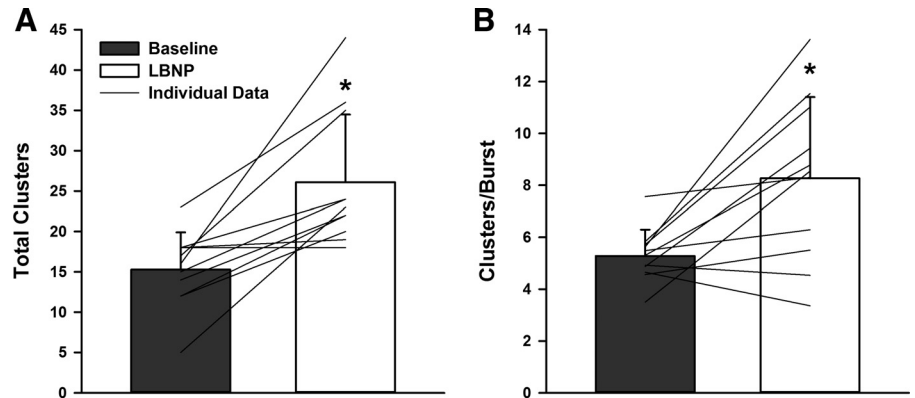 A
Total Clusters
45
40
35
30
25
20
15
10
5
0
Baseline
LBNP
Individual Data
*
B
Clusters/Burst
14
12
10
8
6
4
2
0
*